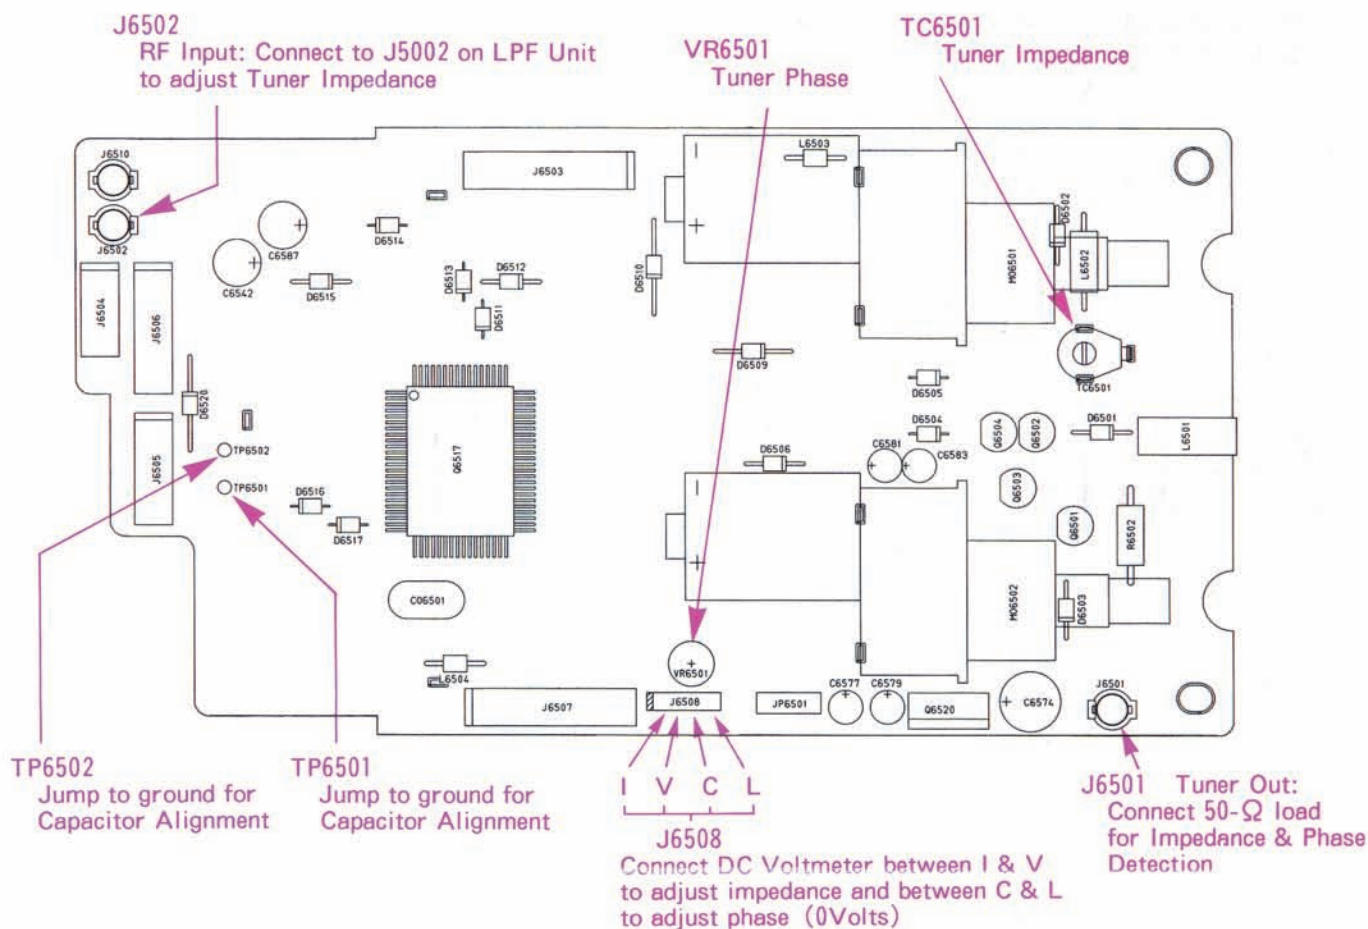 J6502
RF Input: Connect to J5002 on LPF Unit
to adjust Tuner Impedance
VR6501
Tuner Phase
TC6501
Tuner Impedance
J6510
J6502
J6503
L6503
D6514
C6587
C6542
D6515
D6513
D6512
D6511
D6510
M06501
D6502
L6502
J6504
J6506
D6509
TC6501
D6505
D6520
D6504
Q6504
Q6502
D6501
L6501
C6581
C6583
D6506
TP6502
Q6517
J6505
TP6501
Q6503
D6516
D6517
Q6501
R6502
C06501
M06502
D6503
VR6501
L6504
J6507
J6508
JP6501
C6577
C6579
Q6520
C6574
J6501
TP6502
Jump to ground for
Capacitor Alignment
TP6501
Jump to ground for
Capacitor Alignment
I V C L
J6508
Connect DC Voltmeter between I & V
to adjust impedance and between C & L
to adjust phase (0Volts)
J6501 Tuner Out:
Connect 50-Ω load
for Impedance & Phase
Detection